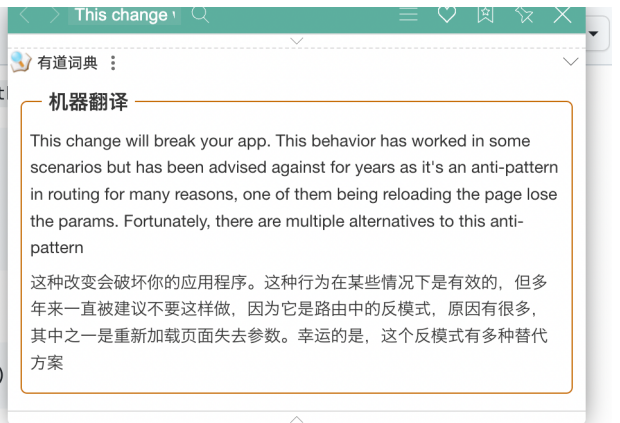 This change
有道词典
机器翻译
This change will break your app. This behavior has worked in some
scenarios but has been advised against for years as it's an anti-pattern
in routing for many reasons, one of them being reloading the page lose
the params. Fortunately, there are multiple alternatives to this anti-
pattern
这种改变会破坏你的应用程序。这种行为在某些情况下是有效的，但多
年来一直被建议不要这样做，因为它是路由中的反模式，原因有很多，
其中之一是重新加载页面失去参数。幸运的是，这个反模式有多种替代
方案